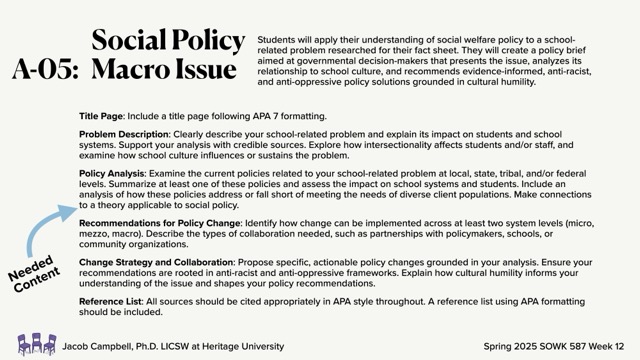 Social Policy
A-05: Macro Issue
Students will apply their understanding of social welfare policy to a school-
related problem researched for their fact sheet. They will create a policy brief
aimed at governmental decision-makers that presents the issue, analyzes its
relationship to school culture, and recommends evidence-informed, anti-racist,
and anti-oppressive policy solutions grounded in cultural humility.
Title Page: Include a title page following APA 7 formatting.
Problem Description: Clearly describe your school-related problem and explain its impact on students and school
systems. Support your analysis with credible sources. Explore how intersectionality affects students and/or staff, and
examine how school culture influences or sustains the problem.
Policy Analysis: Examine the current policies related to your school-related problem at local, state, tribal, and/or federal
levels. Summarize at least one of these policies and assess the impact on school systems and students. Include an
analysis of how these policies address or fall short of meeting the needs of diverse client populations. Make connections
to a theory applicable to social policy.
Recommendations for Policy Change: Identify how change can be implemented across at least two system levels (micro,
mezzo, macro). Describe the types of collaboration needed, such as partnerships with policymakers, schools, or
community organizations.
Change Strategy and Collaboration: Propose specific, actionable policy changes grounded in your analysis. Ensure your
recommendations are rooted in anti-racist and anti-oppressive frameworks. Explain how cultural humility informs your
understanding of the issue and shapes your policy recommendations.
Reference List: All sources should be cited appropriately in APA style throughout. A reference list using APA formatting
should be included.
Needed
Content
Jacob Campbell, Ph.D. LICSW at Heritage University
Spring 2025 SOWK 587 Week 12